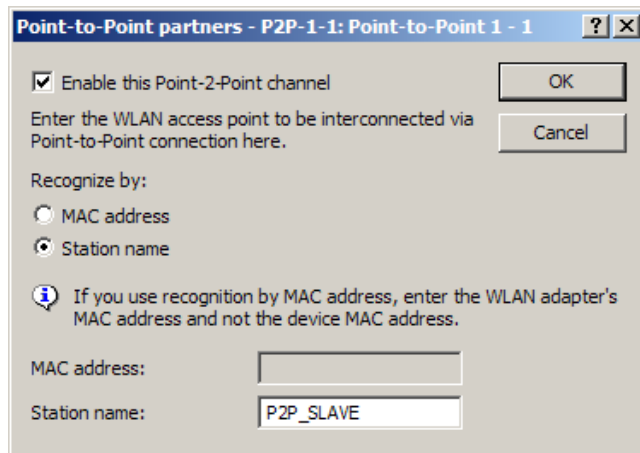 Point-to-Point partners - P2P-1-1: Point-to-Point 1 - 1
Enable this Point-2-Point channel
OK
Enter the WLAN access point to be interconnected via
Point-to-Point connection here.
Cancel
Recognize by:
MAC address
Station name
If you use recognition by MAC address, enter the WLAN adapter's
MAC address and not the device MAC address.
MAC address:
Station name: P2P_SLAVE